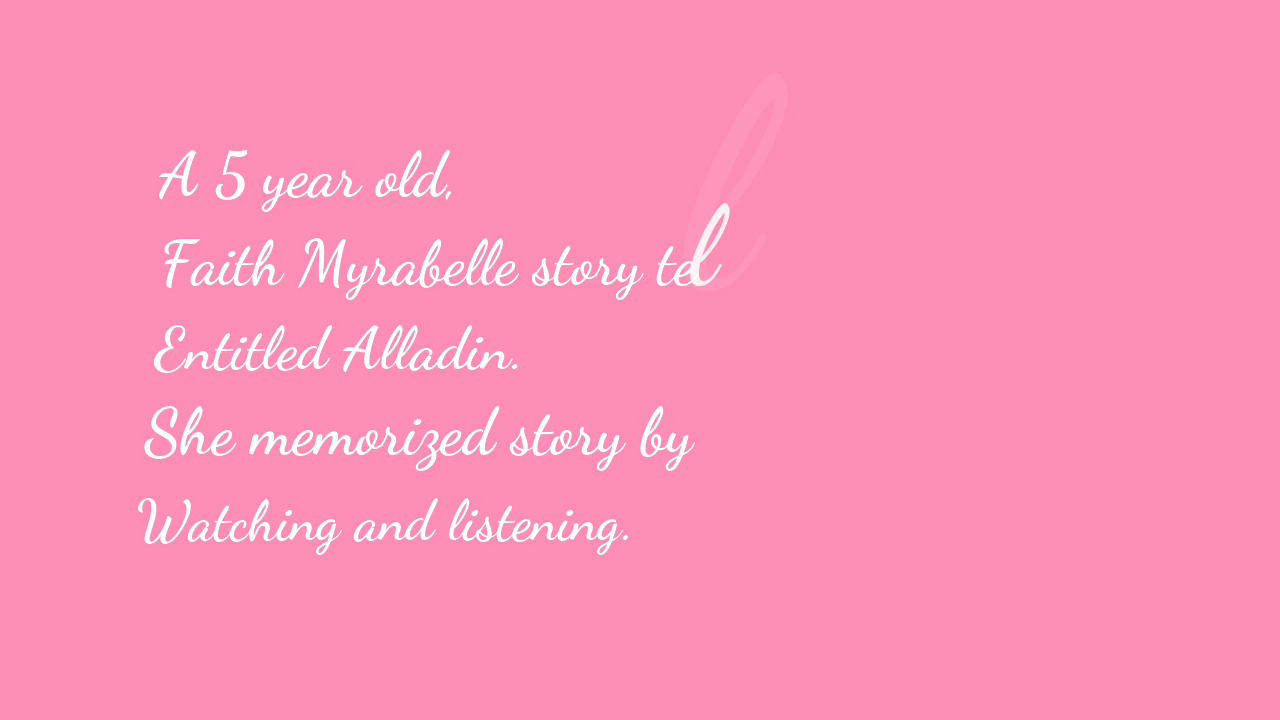 A 5 year old,
Faith Myrabelle story tel
Entitled Alladin.
She memorized story by
Watching and listening.